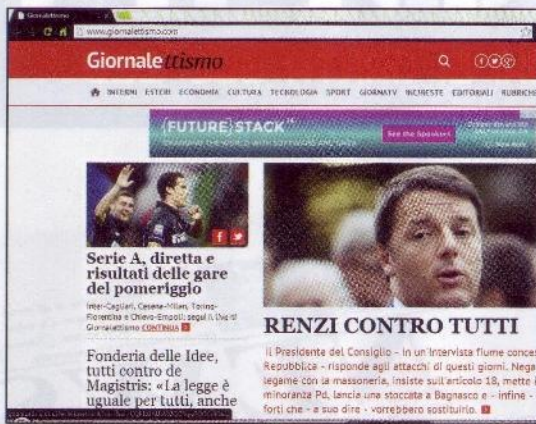 Giornalettismo
www.giornalettismo.com
Giornalettismo
INTERNI ESTERI ECONOMIA CULTURA TECNOLOGIA SPORT GIORNATV INCHIESTE EDITORIALI RUBRICHE
{FUTURE}STACK
See the Speakers
Serie A, diretta e
risultati delle gare
del pomeriggio
Inter-Cagliari, Cesena-Milan, Torino-
Fiorentina e Chievo-Empoli: segui il live di
Giornalettismo CONTINUA
Fonderia delle Idee,
tutti contro de
Magistris: «La legge è
uguale per tutti, anche
RENZI CONTRO TUTTI
Il Presidente del Consiglio - in un'intervista fiume conces
Repubblica - risponde agli attacchi di questi giorni. Nega
legame con la massoneria, insiste sull'articolo 18, mette i
minoranza Pd, lancia una stoccata a Bagnasco e - infine -
forti che - a suo dire - vorrebbero sostituirlo.